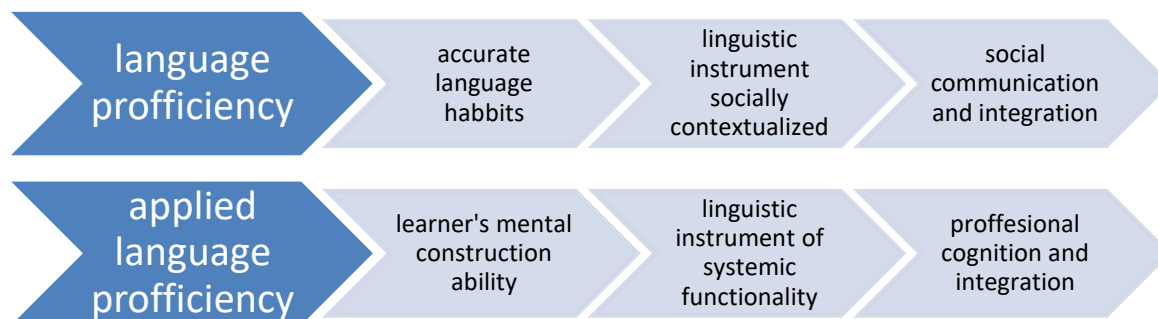 language
profficiency
accurate
language
habbits
linguistic
instrument
socially
contextualized
social
communication
and integration
applied
language
profficiency
learner's mental
construction
ability
linguistic
instrument of
systemic
functionality
proffesional
cognition and
integration